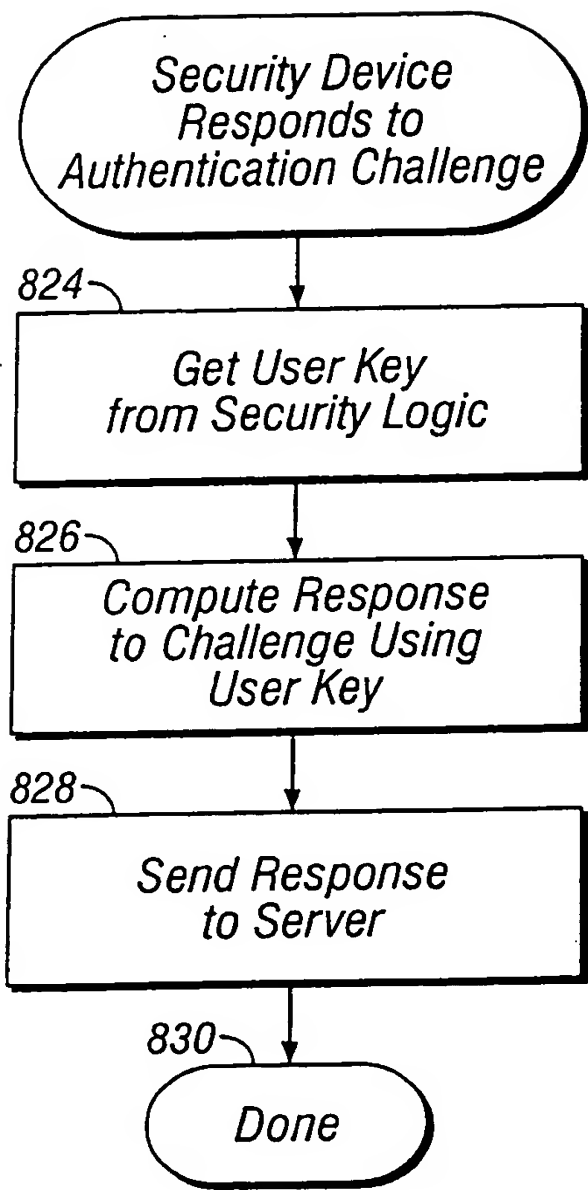 Security Device
Responds to
Authentication Challenge
824
Get User Key
from Security Logic
826
Compute Response
to Challenge Using
User Key
828
Send Response
to Server
830
Done